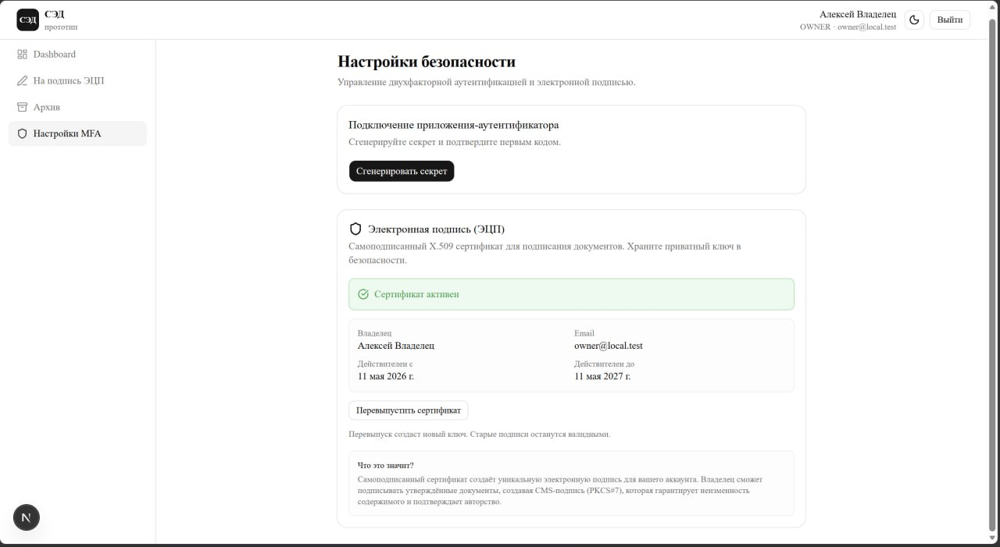 СЭД
СЭД
прототип
Алексей Владелец
OWNER · owner@local.test
Выйти
Dashboard
На подпись ЭЦП
Архив
Настройки MFA
Настройки безопасности
Управление двухфакторной аутентификацией и электронной подписью.
Подключение приложения-аутентификатора
Сгенерируйте секрет и подтвердите первым кодом.
Сгенерировать секрет
Электронная подпись (ЭЦП)
Самоподписанный X.509 сертификат для подписания документов. Храните приватный ключ в
безопасности.
Сертификат активен
Владелец
Email
Алексей Владелец
owner@local.test
Действителен с
Действителен до
11 мая 2026 г.
11 мая 2027 г.
Перевыпустить сертификат
Перевыпуск создаст новый ключ. Старые подписи останутся валидными.
Что это значит?
Самоподписанный сертификат создаёт уникальную электронную подпись для вашего аккаунта. Владелец сможет
подписывать утверждённые документы, создавая CMS-подпись (PKCS#7), которая гарантирует неизменность
содержимого и подтверждает авторство.
N